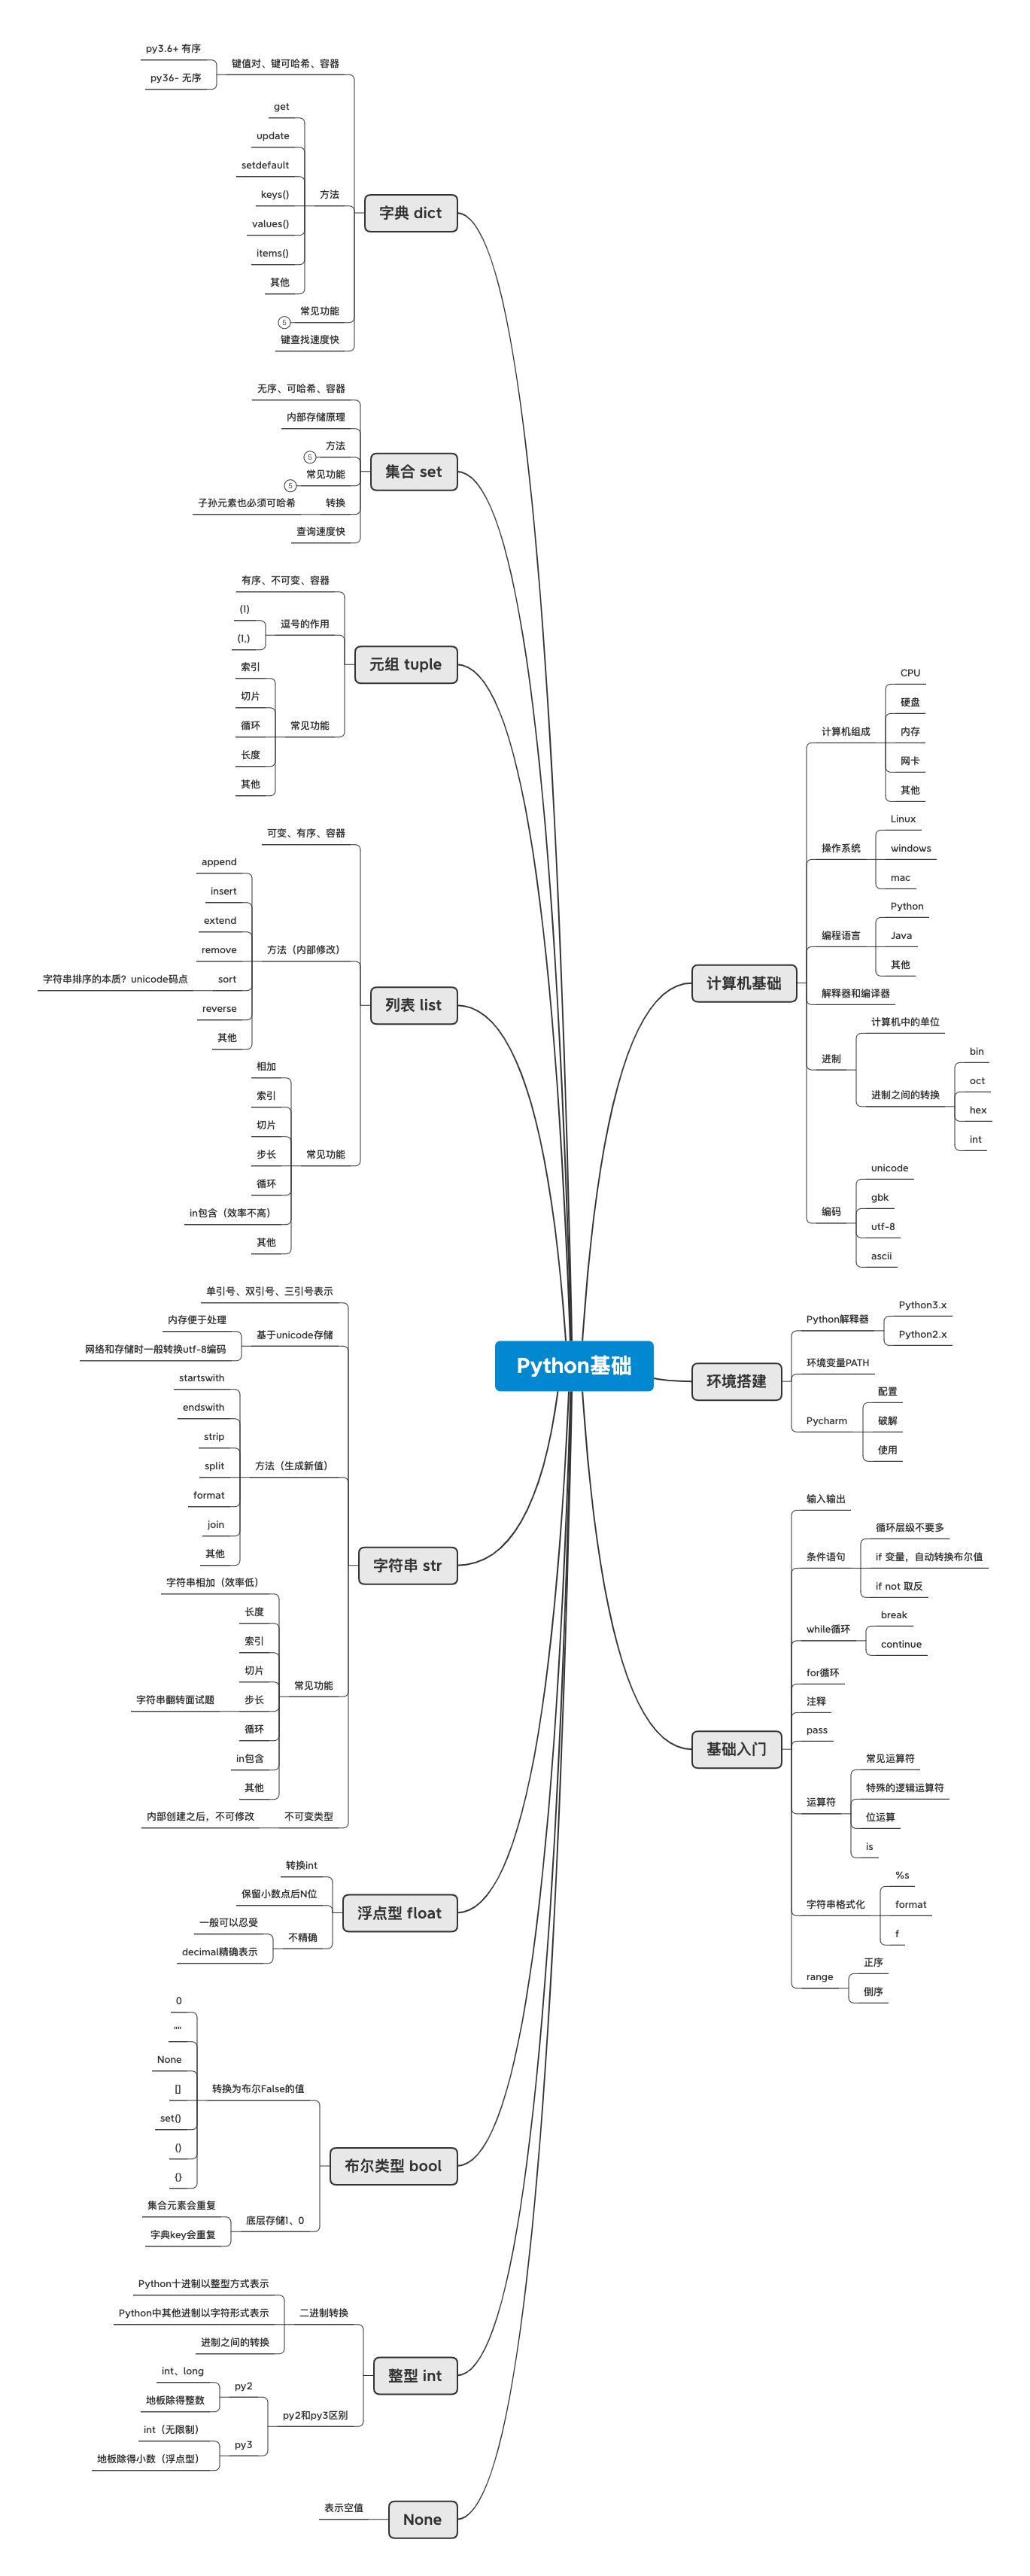 Python基础
计算机基础
计算机组成
CPU
硬盘
内存
网卡
其他
操作系统
Linux
windows
mac
编程语言
Python
Java
其他
解释器和编译器
进制
计算机中的单位
进制之间的转换
bin
oct
hex
int
编码
unicode
gbk
utf-8
ascii
环境搭建
Python解释器
Python3.x
Python2.x
环境变量PATH
Pycharm
配置
破解
使用
基础入门
输入输出
条件语句
循环层级不要多
if 变量，自动转换布尔值
if not 取反
while循环
break
continue
for循环
注释
pass
运算符
常见运算符
特殊的逻辑运算符
位运算
is
字符串格式化
%s
format
f
range
正序
倒序
字典 dict
键值对、键可哈希、容器
py3.6+ 有序
py36- 无序
方法
get
update
setdefault
keys()
values()
items()
其他
常见功能
5
键查找速度快
集合 set
无序、可哈希、容器
内部存储原理
方法
5
常见功能
5
转换
子孙元素也必须可哈希
查询速度快
元组 tuple
有序、不可变、容器
逗号的作用
(1)
(1,)
常见功能
索引
切片
循环
长度
其他
列表 list
可变、有序、容器
方法（内部修改）
append
insert
extend
remove
sort
字符串排序的本质？unicode码点
reverse
其他
常见功能
相加
索引
切片
步长
循环
in包含（效率不高）
其他
字符串 str
单引号、双引号、三引号表示
基于unicode存储
内存便于处理
网络和存储时一般转换utf-8编码
方法（生成新值）
startswith
endswith
strip
split
format
join
其他
常见功能
字符串相加（效率低）
长度
索引
切片
步长
字符串翻转面试题
循环
in包含
其他
不可变类型
内部创建之后，不可修改
浮点型 float
转换int
保留小数点后N位
不精确
一般可以忍受
decimal精确表示
布尔类型 bool
转换为布尔False的值
0
""
None
[]
set()
()
{}
底层存储1、0
集合元素会重复
字典key会重复
整型 int
二进制转换
Python十进制以整型方式表示
Python中其他进制以字符形式表示
进制之间的转换
py2和py3区别
py2
int、long
地板除得整数
py3
int（无限制）
地板除得小数（浮点型）
None
表示空值